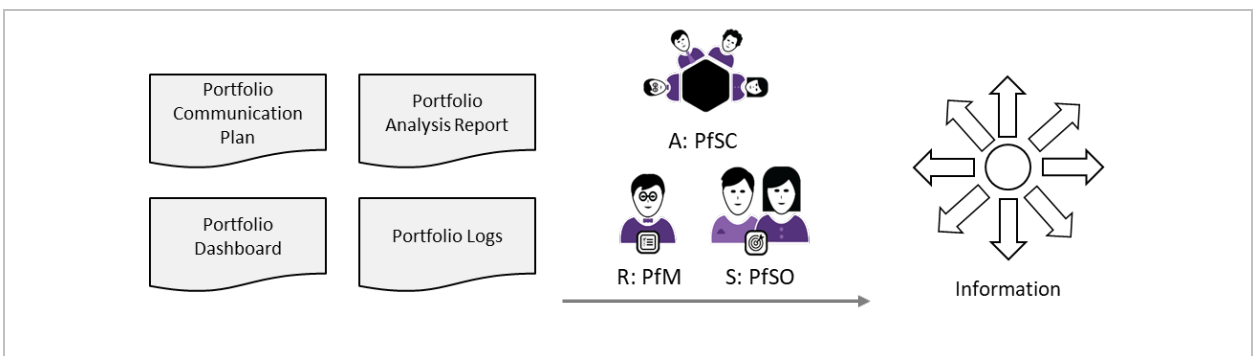 Portfolio
Communication
Plan
Portfolio
Analysis Report
Portfolio
Dashboard
Portfolio Logs
A: PfSC
R: PfM
S: PfSO
Information